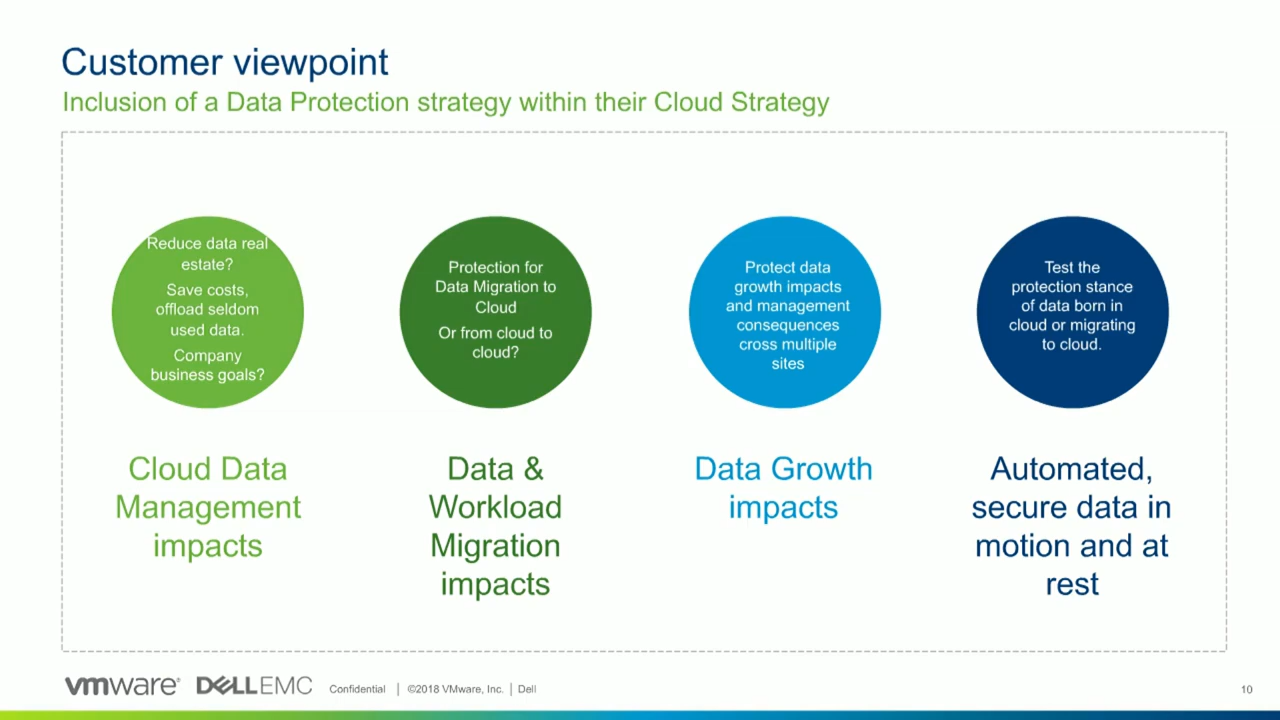 Customer viewpoint
Inclusion of a Data Protection strategy within their Cloud Strategy
Reduce data real
estate?
Save costs,
offload seldom
used data.
Company
business goals?
Protection for
Data Migration to
Cloud
Or from cloud to
cloud?
Protect data
growth impacts
and management
consequences
cross multiple
sites
Test the
protection stance
of data born in
cloud or migrating
to cloud.
Cloud Data
Management
impacts
Data &
Workload
Migration
impacts
Data Growth
impacts
Automated,
secure data in
motion and at
rest
vmware® DELLEMC Confidential | ©2018 VMware, Inc. | Dell 10